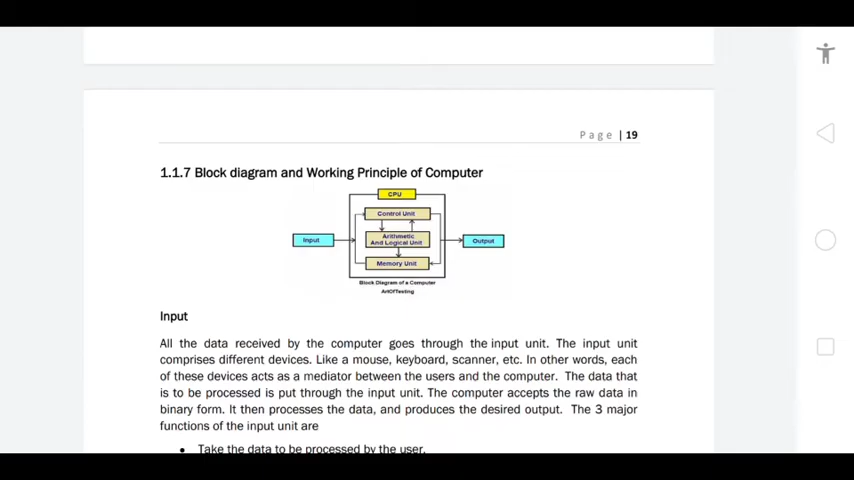 Page | 19
1.1.7 Block diagram and Working Principle of Computer
CPU
Control Unit
Input
Arithmetic
And Logical Unit
Output
Memory Unit
Block Diagram of a Computer
ArtOfTesting
Input
All the data received by the computer goes through the input unit. The input unit
comprises different devices. Like a mouse, keyboard, scanner, etc. In other words, each
of these devices acts as a mediator between the users and the computer. The data that
is to be processed is put through the input unit. The computer accepts the raw data in
binary form. It then processes the data, and produces the desired output. The 3 major
functions of the input unit are
• Take the data to be processed by the user.